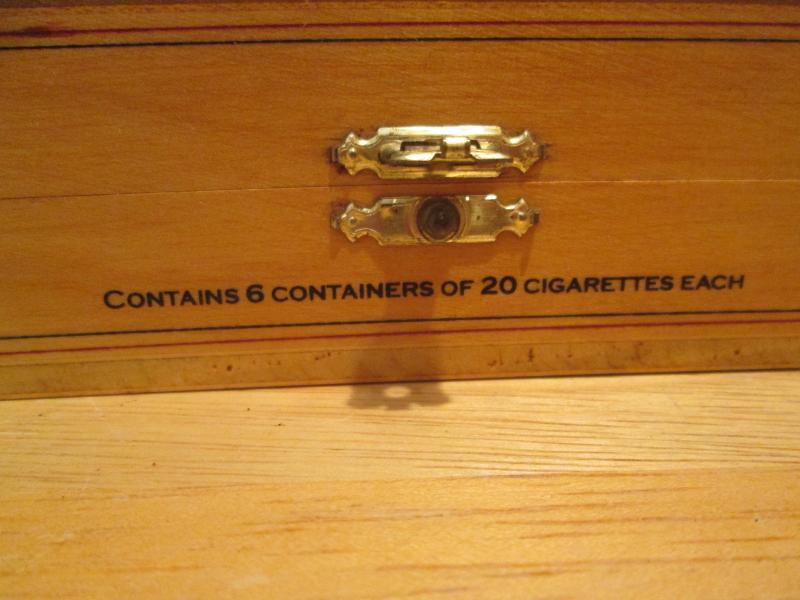 CONTAINS 6 CONTAINERS OF 20 CIGARETTES EACH